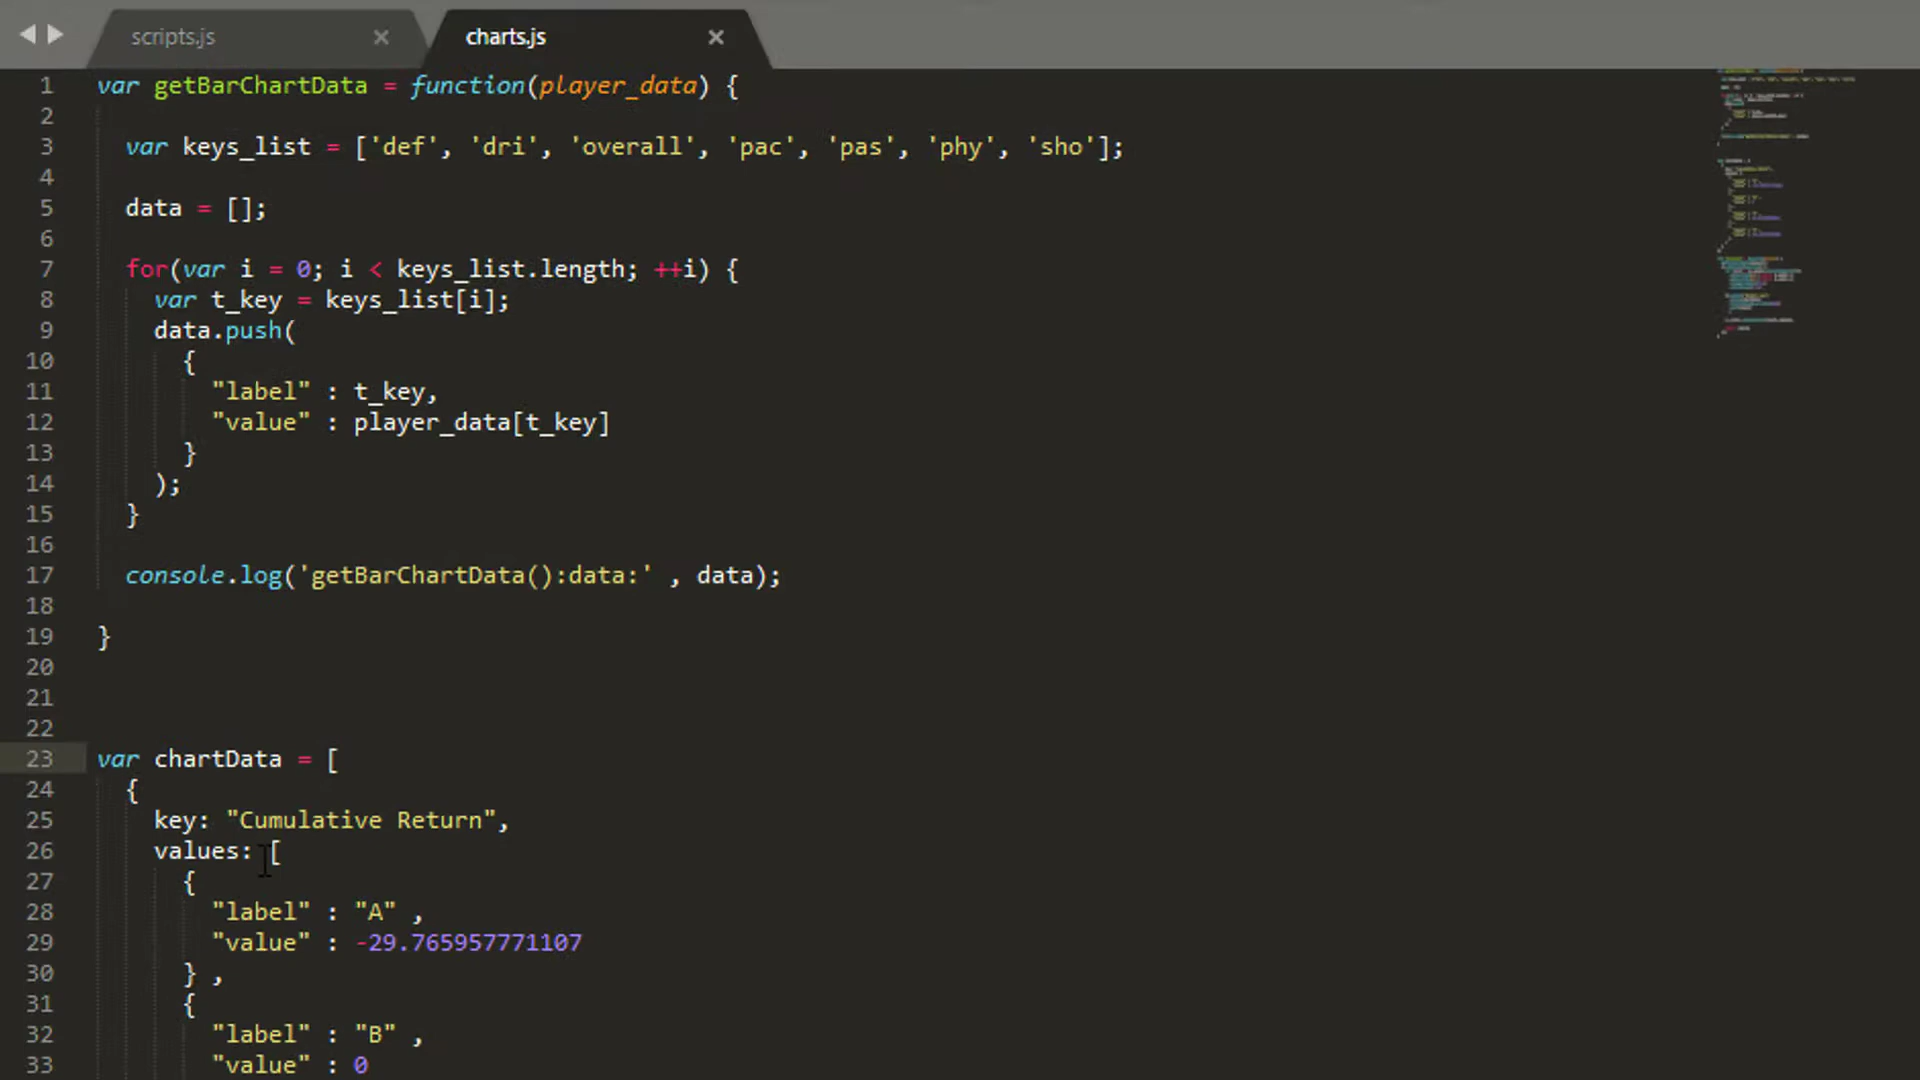 scripts.js × charts.js ×
1 var getBarChartData = function(player_data) {
2
3 var keys_list = ['def', 'dri', 'overall', 'pac', 'pas', 'phy', 'sho'];
4
5 data = [];
6
7 for(var i = 0; i < keys_list.length; ++i) {
8 var t_key = keys_list[i];
9 data.push(
10 {
11 "label" : t_key,
12 "value" : player_data[t_key]
13 }
14 );
15 }
16
17 console.log('getBarChartData():data:' , data);
18
19 }
20
21
22
23 var chartData = [
24 {
25 key: "Cumulative Return",
26 values: [
27 {
28 "label" : "A" ,
29 "value" : -29.765957771107
30 } ,
31 {
32 "label" : "B" ,
33 "value" : 0